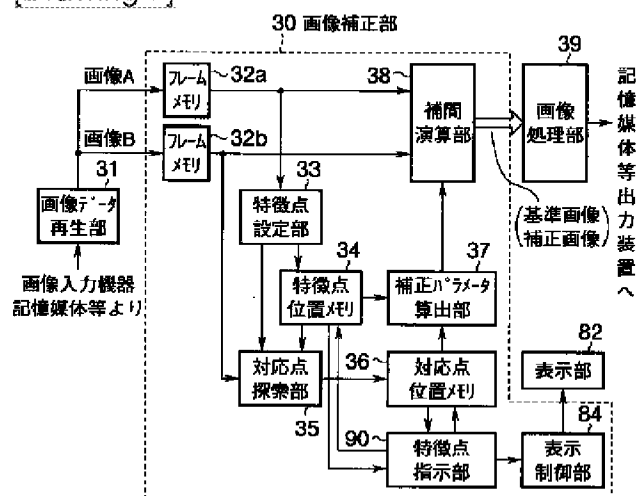 30 画像補正部
39
画像A
フレームメモリ
32a
38
補間演算部
画像処理部
記憶媒体等出力装置へ
画像B
フレームメモリ
32b
31
画像データ再生部
33
特徴点設定部
(基準画像 補正画像)
34
37
画像入力機器
記憶媒体等より
特徴点位置メモリ
補正パラメータ算出部
82
36
対応点探索部
35
対応点位置メモリ
表示部
84
90
特徴点指示部
表示制御部